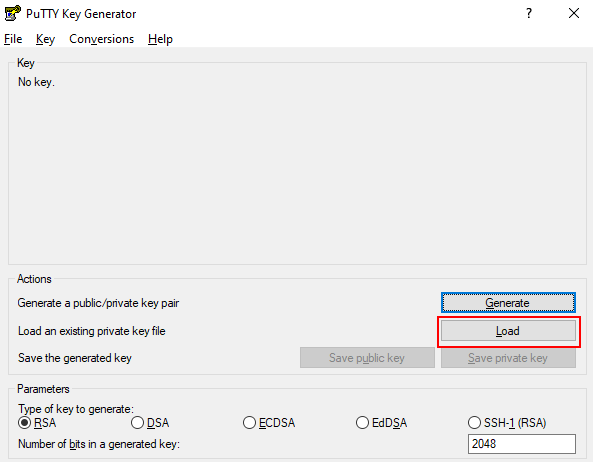 PuTTY Key Generator ? ×
File Key Conversions Help
Key
No key.
Actions
Generate a public/private key pair Generate
Load an existing private key file Load
Save the generated key Save public key Save private key
Parameters
Type of key to generate:
RSA DSA ECDSA EdDSA SSH-1 (RSA)
Number of bits in a generated key: 2048